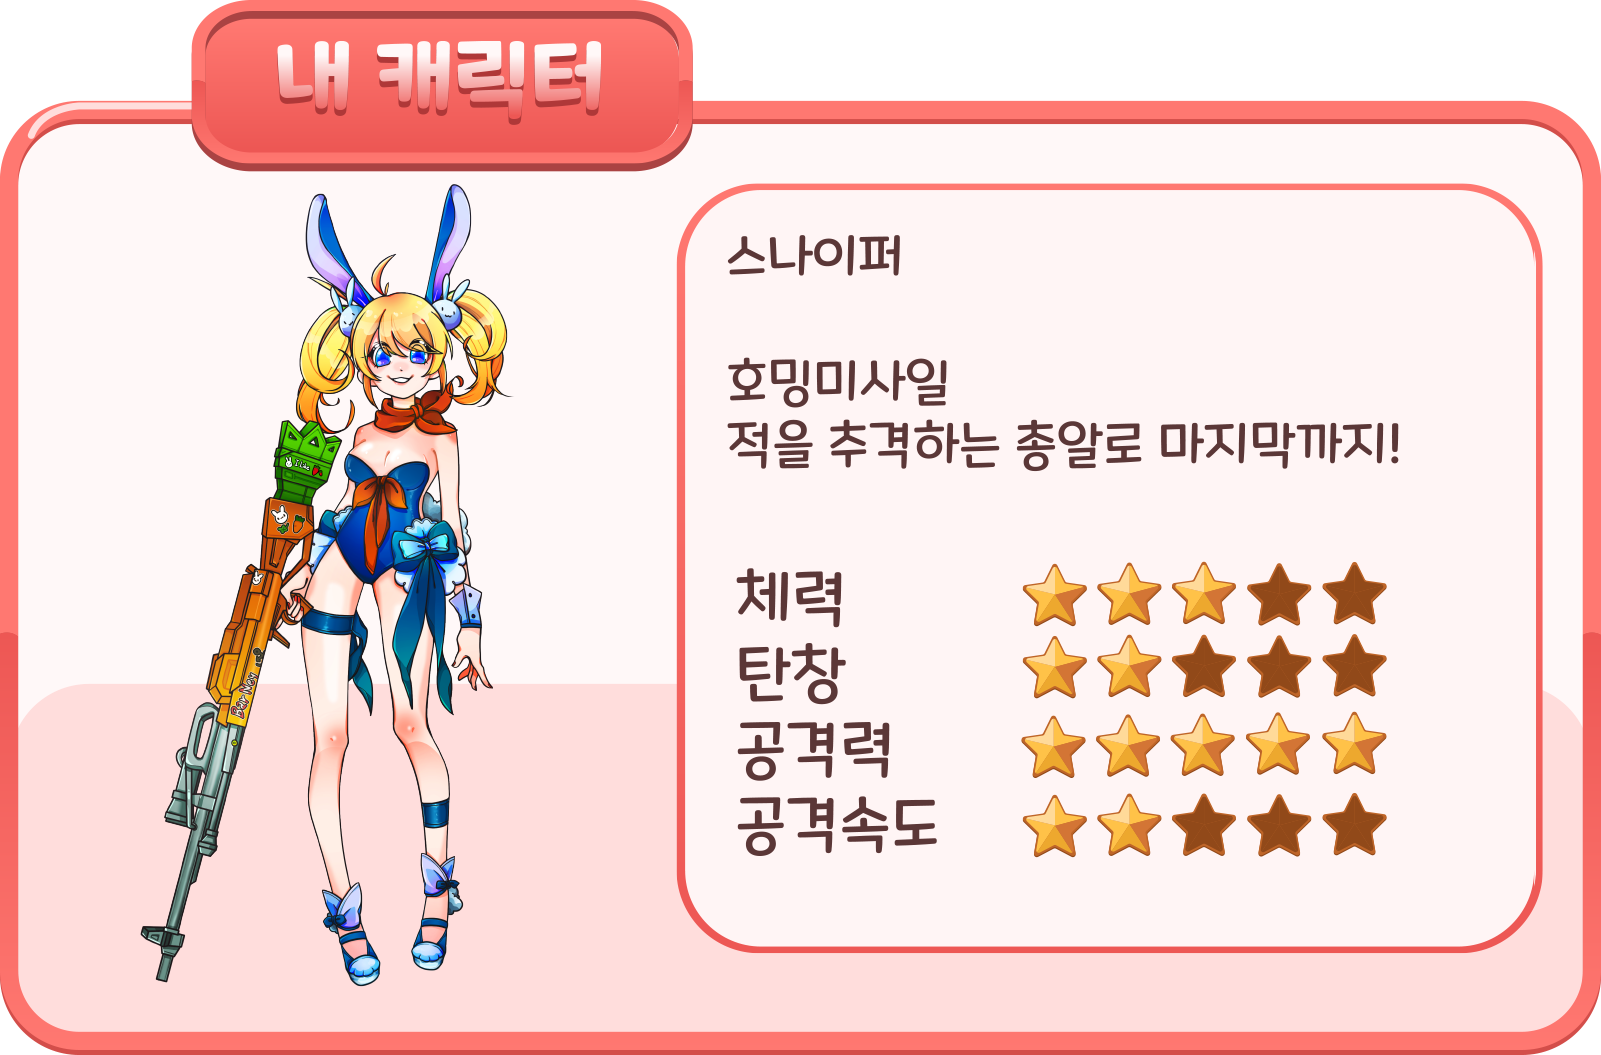 내 캐릭터
스나이퍼
호밍미사일
적을 추격하는 총알로 마지막까지!
체력
탄창
공격력
공격속도